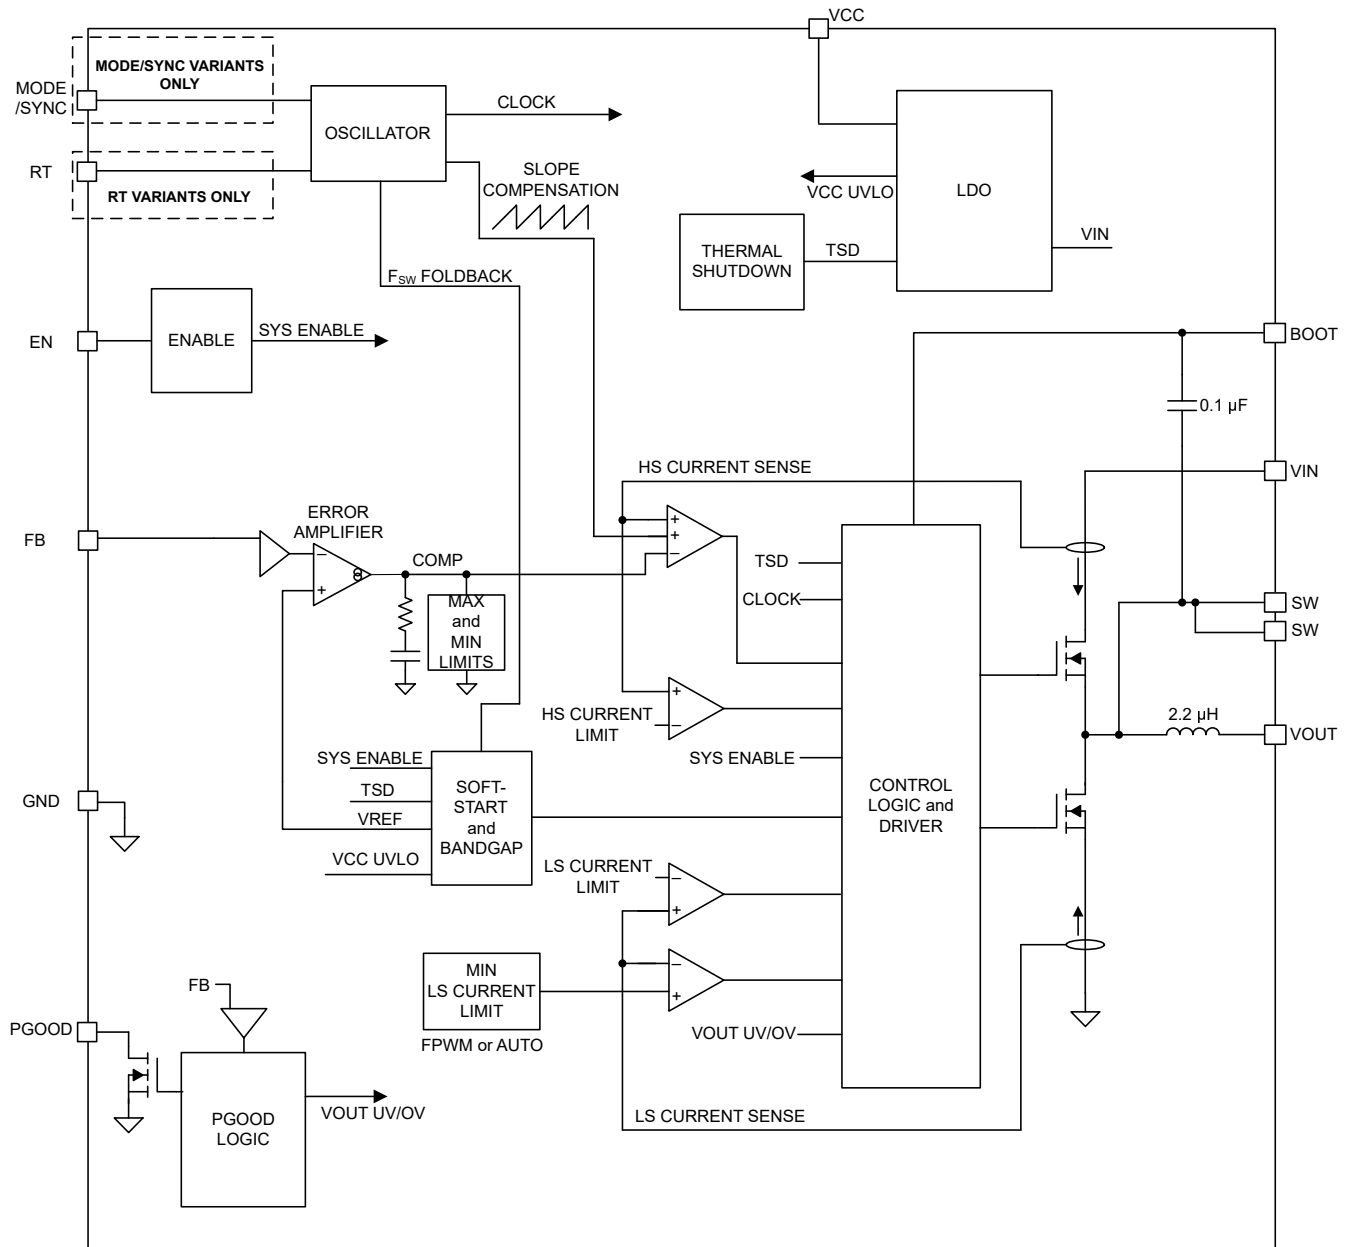 VCC
MODE/SYNC VARIANTS
ONLY
MODE
/SYNC
OSCILLATOR
CLOCK
RT
RT VARIANTS ONLY
SLOPE
COMPENSATION
LDO
VCC UVLO
THERMAL
SHUTDOWN
TSD
VIN
FSW FOLDBACK
EN
ENABLE
SYS ENABLE
BOOT
0.1 µF
HS CURRENT SENSE
VIN
ERROR
AMPLIFIER
FB
−
+
COMP
+
+
−
TSD
CLOCK
SW
SW
MAX
and
MIN
LIMITS
HS CURRENT
LIMIT
+
−
2.2 µH
VOUT
SYS ENABLE
SYS ENABLE
TSD
VREF
VCC UVLO
SOFT-
START
and
BANDGAP
CONTROL
LOGIC and
DRIVER
GND
LS CURRENT
LIMIT
−
+
MIN
LS CURRENT
LIMIT
−
+
FPWM or AUTO
VOUT UV/OV
FB
PGOOD
PGOOD
LOGIC
VOUT UV/OV
LS CURRENT SENSE